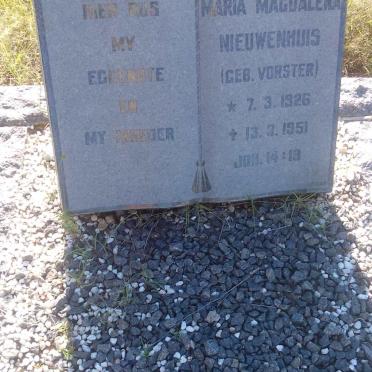 HIER RUS
MY
EGGENOTE
EN
MY MOEDER
MARIA MAGDALENA
NIEUWENHUIS
(GEB. VORSTER)
* 7. 3. 1926
+ 13. 3. 1951
JOH. 14:19